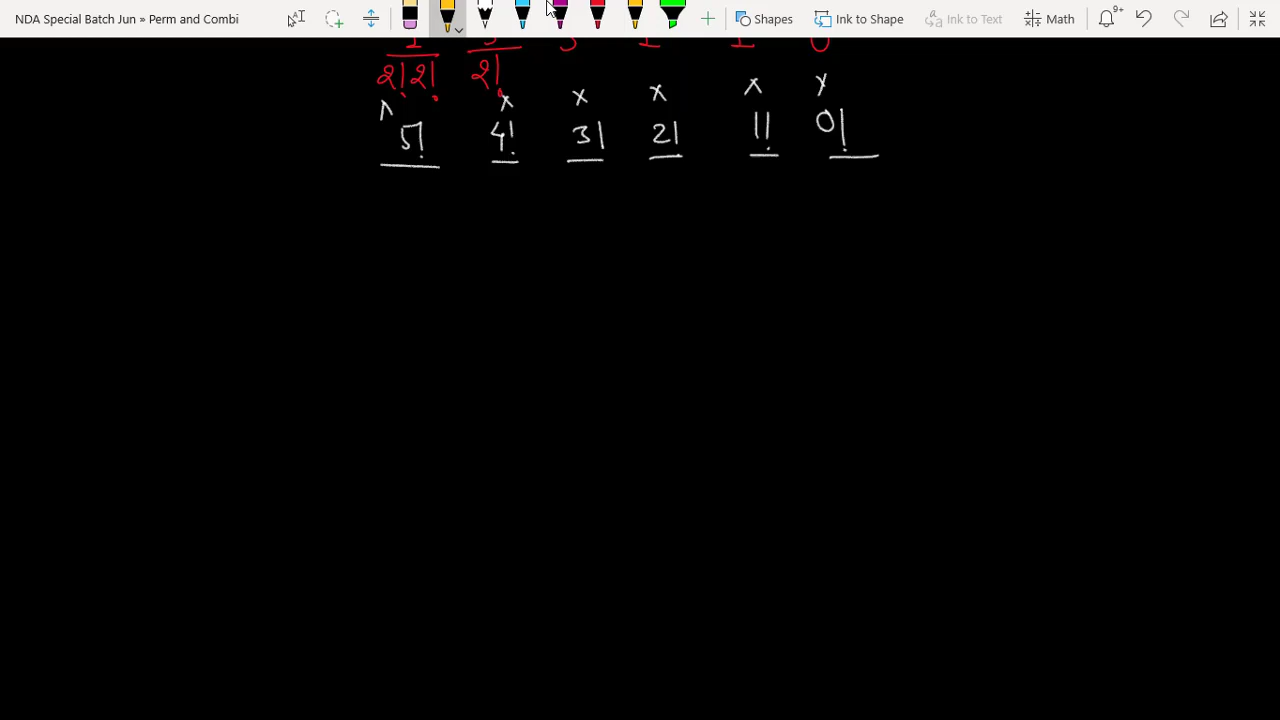 NDA Special Batch Jun » Perm and Combi
Shapes
Ink to Shape
Ink to Text
Math
9+
2! 2! 2!
x x x x
5! 4! 3! 2! 1! 0!